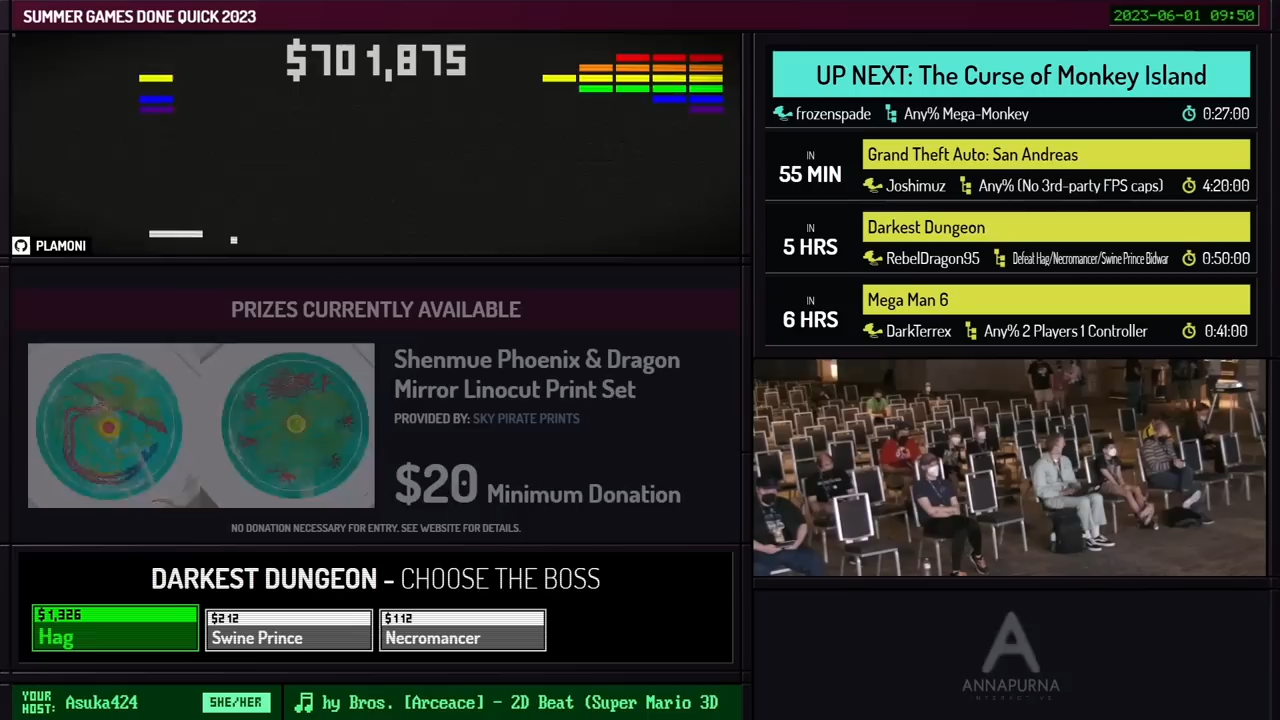 SUMMER GAMES DONE QUICK 2023
2023-06-01 09:50
$701,875
PLAMONI
UP NEXT: The Curse of Monkey Island
frozenspade Any% Mega-Monkey 0:27:00
IN 55 MIN
Grand Theft Auto: San Andreas
Joshimuz Any% (No 3rd-party FPS caps) 4:20:00
IN 5 HRS
Darkest Dungeon
RebelDragon95 Defeat Hag/Necromancer/Swine Prince Bidwar 0:50:00
IN 6 HRS
Mega Man 6
DarkTerrex Any% 2 Players 1 Controller 0:41:00
PRIZES CURRENTLY AVAILABLE
Shenmue Phoenix & Dragon
Mirror Linocut Print Set
PROVIDED BY: SKY PIRATE PRINTS
$20 Minimum Donation
NO DONATION NECESSARY FOR ENTRY. SEE WEBSITE FOR DETAILS.
DARKEST DUNGEON - CHOOSE THE BOSS
$1,326
Hag
$212
Swine Prince
$112
Necromancer
ANNAPURNA
INTERACTIVE
YOUR HOST: Asuka424 SHE/HER
hy Bros. [Arceace] - 2D Beat (Super Mario 3D